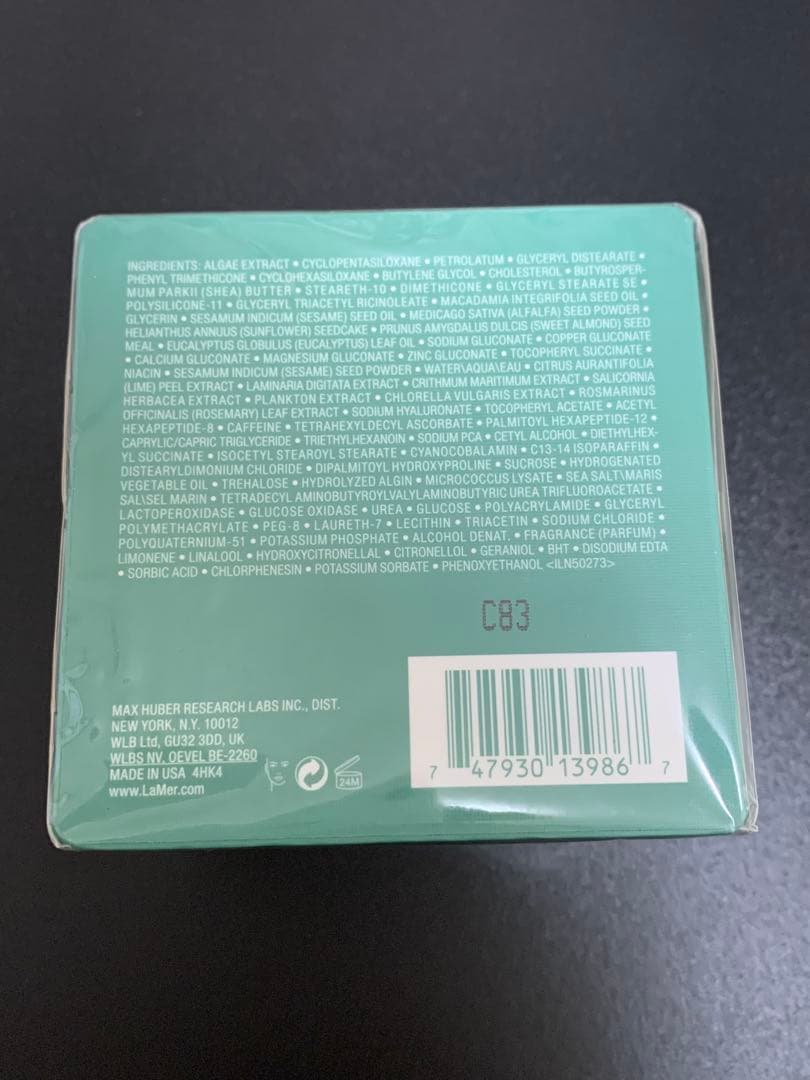 INGREDIENTS: ALGAE EXTRACT • CYCLOPENTASILOXANE • PETROLATUM • GLYCERYL DISTEARATE •
PHENYL TRIMETHICONE • CYCLOHEXASILOXANE • BUTYLENE GLYCOL • CHOLESTEROL • BUTYROSPER-
MUM PARKII (SHEA) BUTTER • STEARETH-10 • DIMETHICONE • GLYCERYL STEARATE SE •
POLYSILICONE-11 • GLYCERYL TRIACETYL RICINOLEATE • MACADAMIA INTEGRIFOLIA SEED OIL •
GLYCERIN • SESAMUM INDICUM (SESAME) SEED OIL • MEDICAGO SATIVA (ALFALFA) SEED POWDER •
HELIANTHUS ANNUUS (SUNFLOWER) SEEDCAKE • PRUNUS AMYGDALUS DULCIS (SWEET ALMOND) SEED
MEAL • EUCALYPTUS GLOBULUS (EUCALYPTUS) LEAF OIL • SODIUM GLUCONATE • COPPER GLUCONATE
• CALCIUM GLUCONATE • MAGNESIUM GLUCONATE • ZINC GLUCONATE • TOCOPHERYL SUCCINATE •
NIACIN • SESAMUM INDICUM (SESAME) SEED POWDER • WATER\AQUA\EAU • CITRUS AURANTIFOLIA
(LIME) PEEL EXTRACT • LAMINARIA DIGITATA EXTRACT • CRITHMUM MARITIMUM EXTRACT • SALICORNIA
HERBACEA EXTRACT • PLANKTON EXTRACT • CHLORELLA VULGARIS EXTRACT • ROSMARINUS
OFFICINALIS (ROSEMARY) LEAF EXTRACT • SODIUM HYALURONATE • TOCOPHERYL ACETATE • ACETYL
HEXAPEPTIDE-8 • CAFFEINE • TETRAHEXYLDECYL ASCORBATE • PALMITOYL HEXAPEPTIDE-12 •
CAPRYLIC/CAPRIC TRIGLYCERIDE • TRIETHYLHEXANOIN • SODIUM PCA • CETYL ALCOHOL • DIETHYLHEX-
YL SUCCINATE • ISOCETYL STEAROYL STEARATE • CYANOCOBALAMIN • C13-14 ISOPARAFFIN •
DISTEARYLDIMONIUM CHLORIDE • DIPALMITOYL HYDROXYPROLINE • SUCROSE • HYDROGENATED
VEGETABLE OIL • TREHALOSE • HYDROLYZED ALGIN • MICROCOCCUS LYSATE • SEA SALT\MARIS
SAL\SEL MARIN • TETRADECYL AMINOBUTYROYLVALYLAMINOBUTYRIC UREA TRIFLUOROACETATE •
LACTOPEROXIDASE • GLUCOSE OXIDASE • UREA • GLUCOSE • POLYACRYLAMIDE • GLYCERYL
POLYMETHACRYLATE • PEG-8 • LAURETH-7 • LECITHIN • TRIACETIN • SODIUM CHLORIDE •
POLYQUATERNIUM-51 • POTASSIUM PHOSPHATE • ALCOHOL DENAT. • FRAGRANCE (PARFUM) •
LIMONENE • LINALOOL • HYDROXYCITRONELLAL • CITRONELLOL • GERANIOL • BHT • DISODIUM EDTA
• SORBIC ACID • CHLORPHENESIN • POTASSIUM SORBATE • PHENOXYETHANOL <ILN50273>
C83
MAX HUBER RESEARCH LABS INC., DIST.
NEW YORK, N.Y. 10012
WLB Ltd, GU32 3DD, UK
WLBS NV, OEVEL BE-2260
MADE IN USA 4HK4
www.LaMer.com
24M
7 47930 13986 7